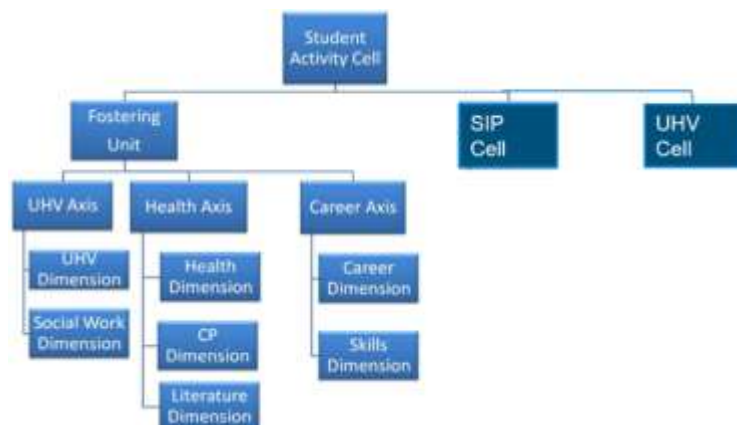 Student
Activity Cell
Fostering
Unit
SIP
Cell
UHV
Cell
UHV Axis
Health Axis
Career Axis
UHV
Dimension
Health
Dimension
Career
Dimension
Social Work
Dimension
CP
Dimension
Skills
Dimension
Literature
Dimension